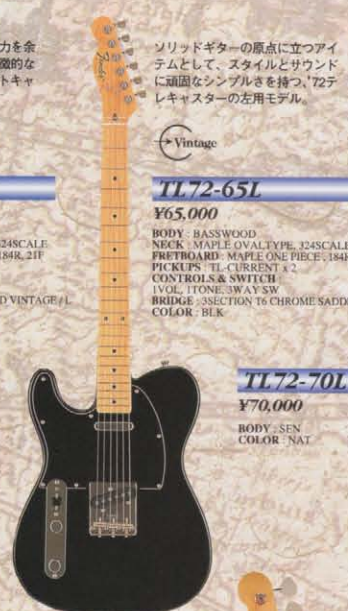 力を余
徴的な
トキャ
324SCALE
184R, 21F
D VINTAGE / L
Fender
ソリッドギターの原点に立つアイ
テムとして、スタイルとサウンド
に頑固なシンプルさを持つ、'72テ
レキャスターの左用モデル。
Vintage
TL72-65L
¥65,000
BODY : BASSWOOD
NECK : MAPLE OVALTYPE, 324SCALE
FRETBOARD : MAPLE ONE PIECE , 184R
PICKUPS : TL-CURRENT x 2
CONTROLS & SWITCH :
1VOL, 1TONE, 3WAY SW
BRIDGE : 3SECTION T6 CHROME SADD
COLOR : BLK
TL72-70L
¥70,000
BODY : SEN
COLOR : NAT